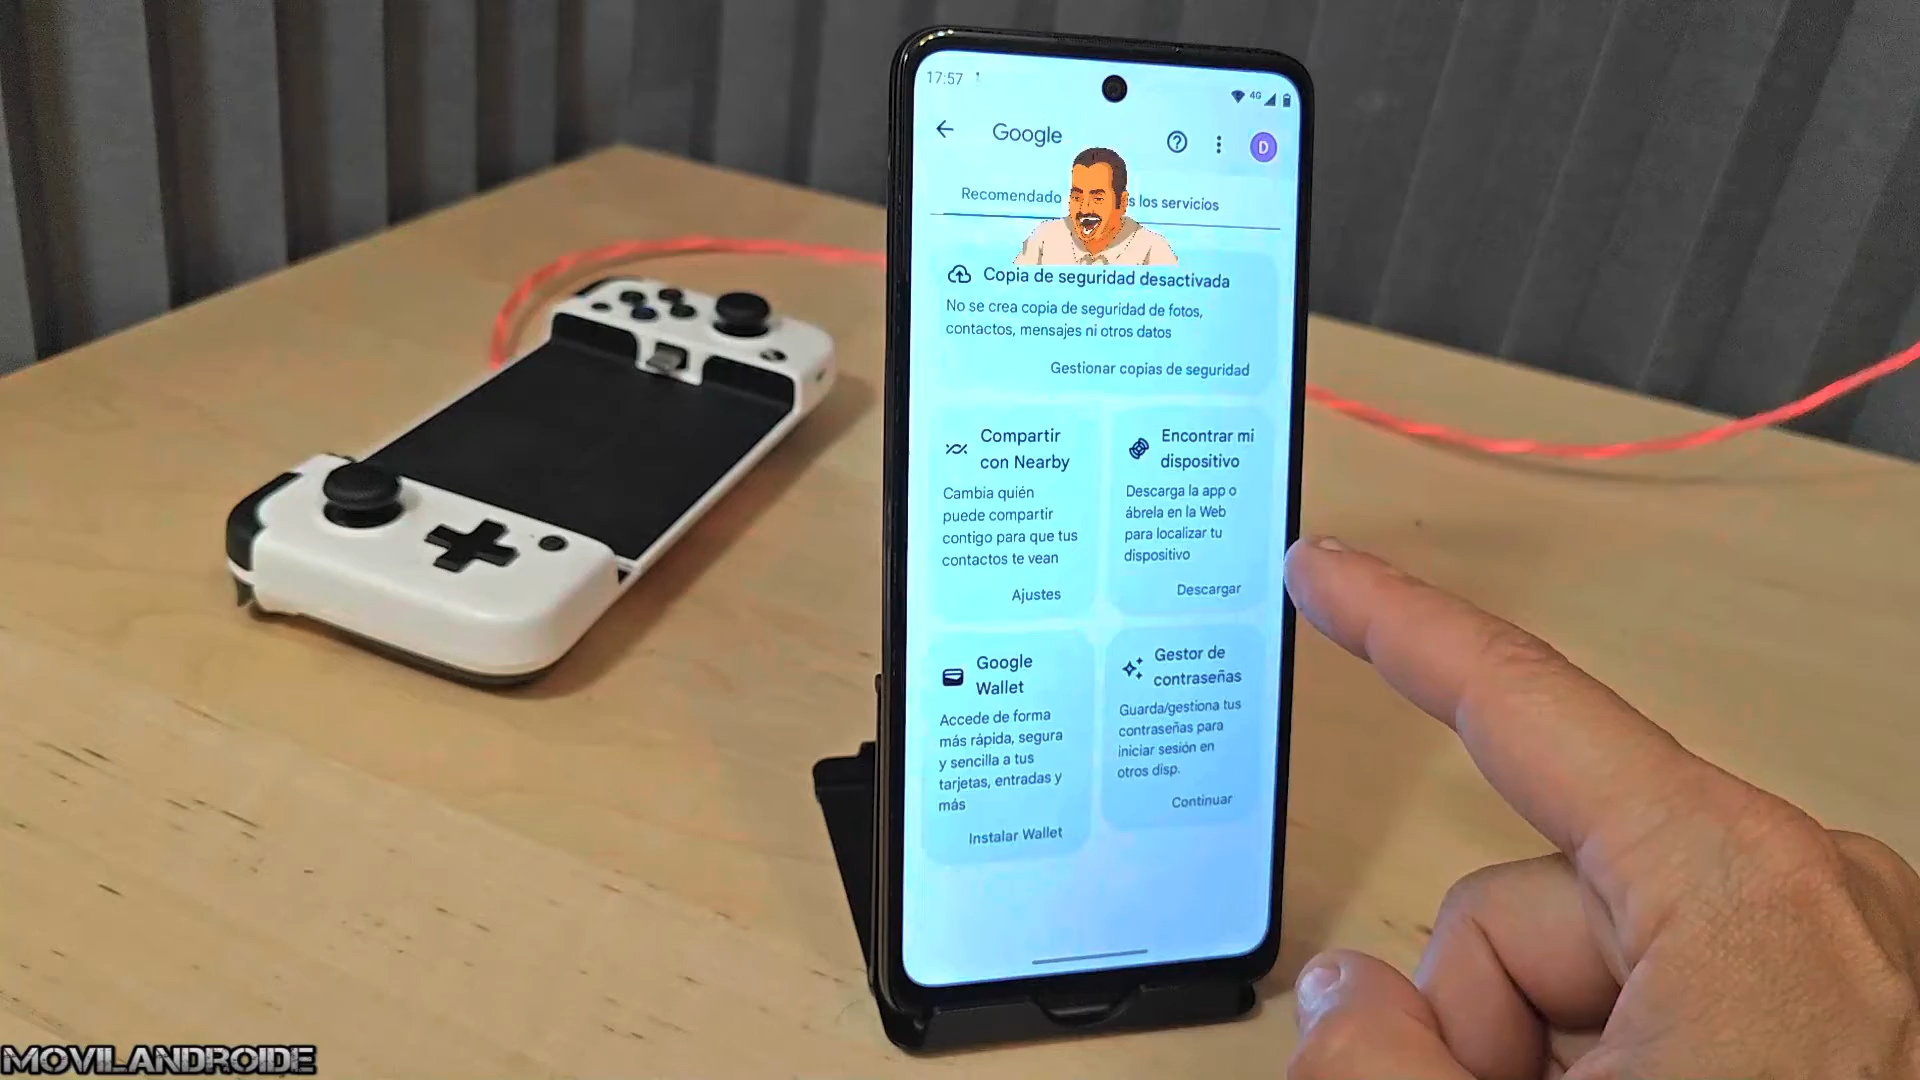 17:57
4G
Google
D
Recomendado
s los servicios
Copia de seguridad desactivada
No se crea copia de seguridad de fotos,
contactos, mensajes ni otros datos
Gestionar copias de seguridad
Compartir
con Nearby
Cambia quién
puede compartir
contigo para que tus
contactos te vean
Ajustes
Encontrar mi
dispositivo
Descarga la app o
ábrela en la Web
para localizar tu
dispositivo
Descargar
Google
Wallet
Accede de forma
más rápida, segura
y sencilla a tus
tarjetas, entradas y
más
Instalar Wallet
Gestor de
contraseñas
Guarda/gestiona tus
contraseñas para
iniciar sesión en
otros disp.
Continuar
MOVILANDROIDE